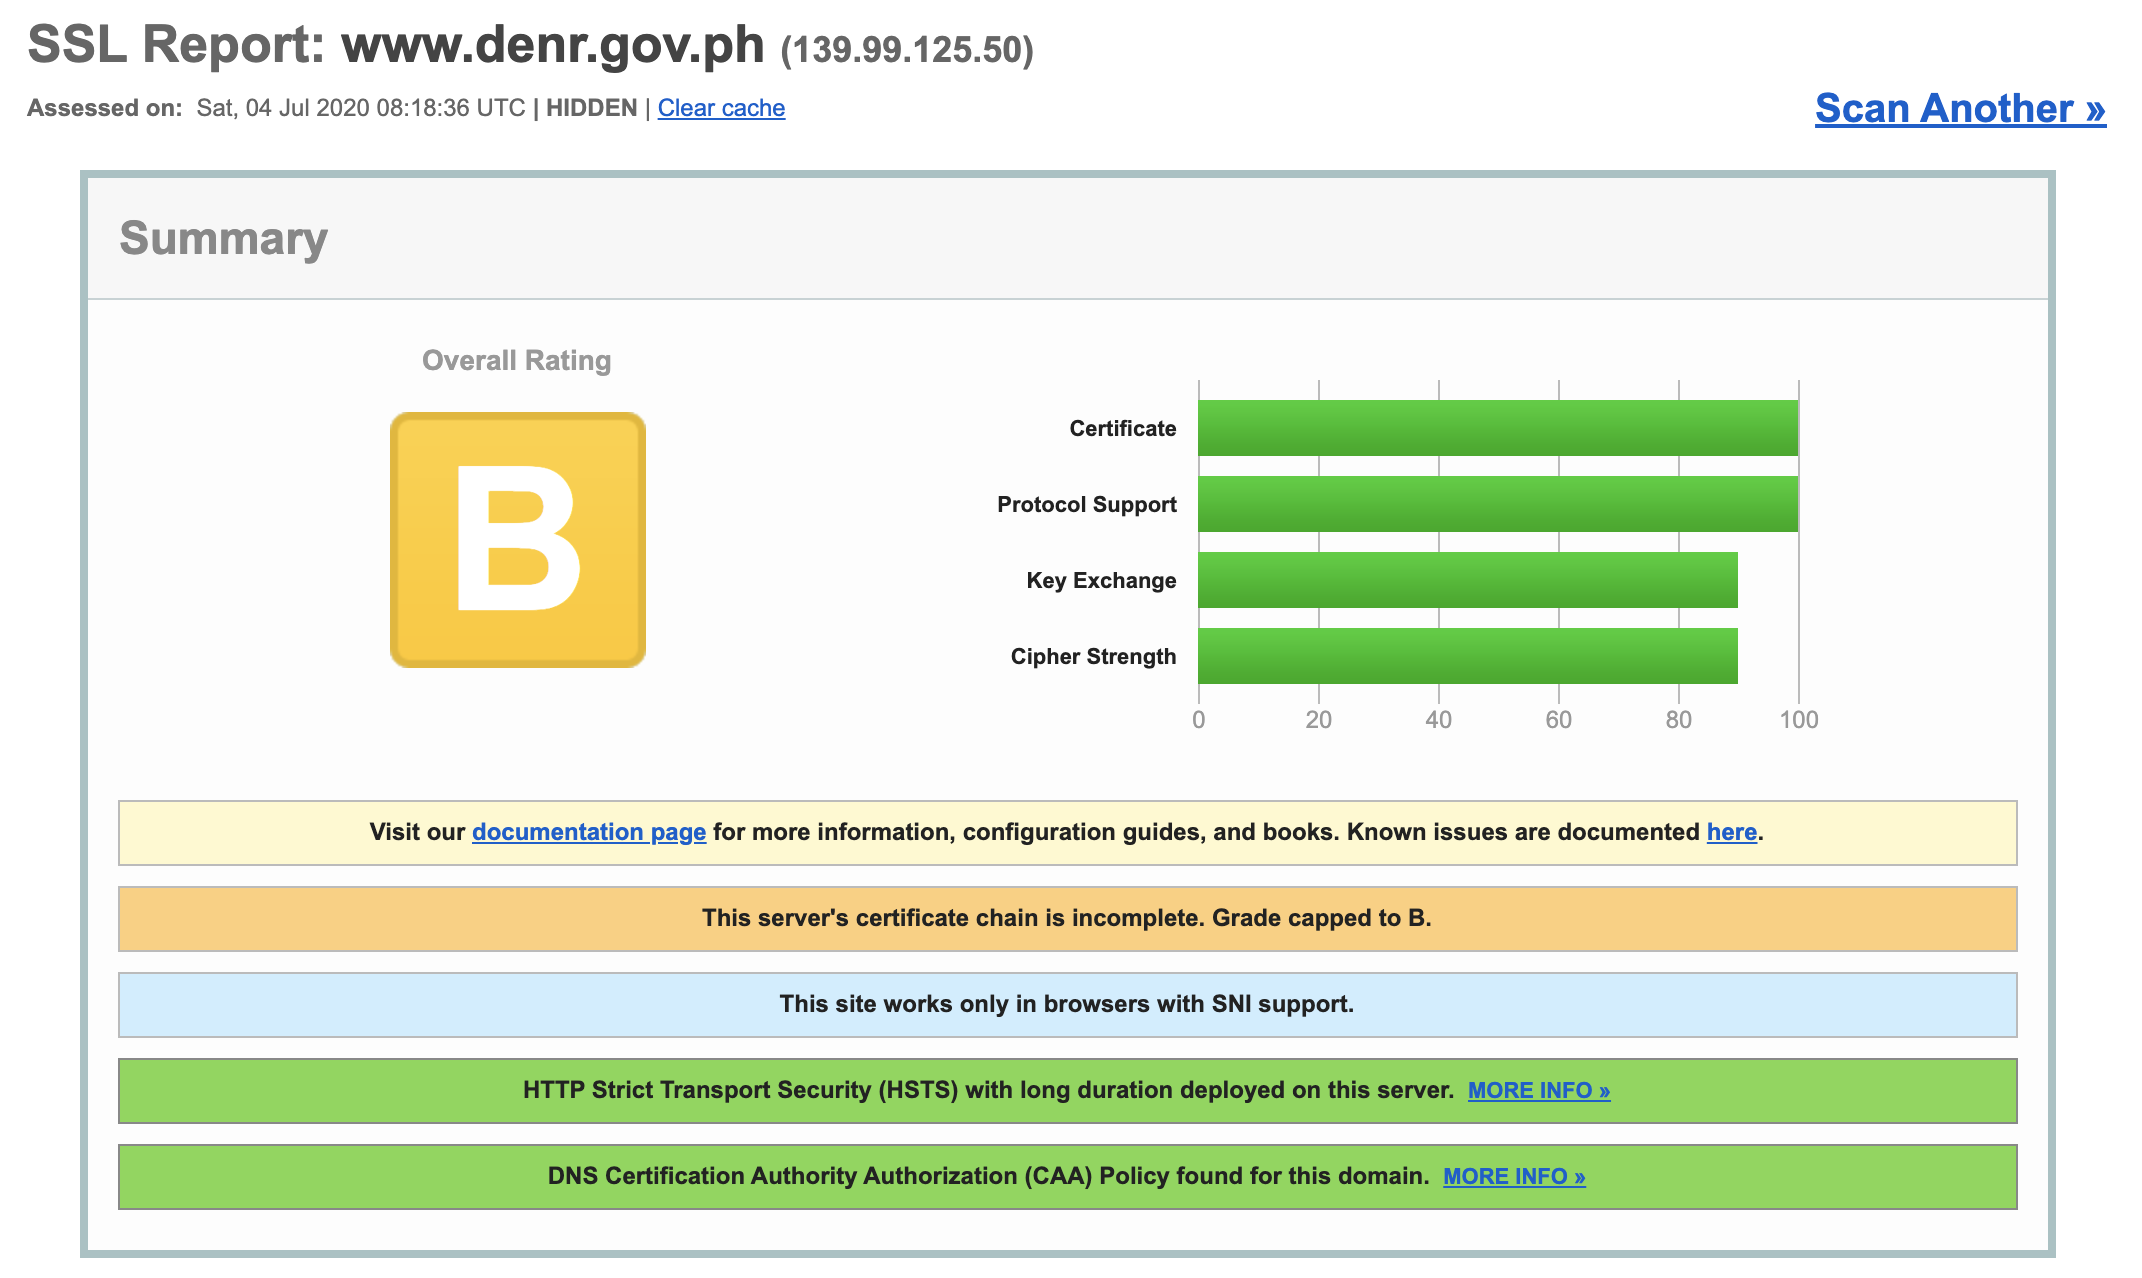 SSL Report: www.denr.gov.ph (139.99.125.50)
Assessed on: Sat, 04 Jul 2020 08:18:36 UTC | HIDDEN | Clear cache
Scan Another »
Summary
Overall Rating
B
Certificate
Protocol Support
Key Exchange
Cipher Strength
0 20 40 60 80 100
Visit our documentation page for more information, configuration guides, and books. Known issues are documented here.
This server's certificate chain is incomplete. Grade capped to B.
This site works only in browsers with SNI support.
HTTP Strict Transport Security (HSTS) with long duration deployed on this server. MORE INFO »
DNS Certification Authority Authorization (CAA) Policy found for this domain. MORE INFO »